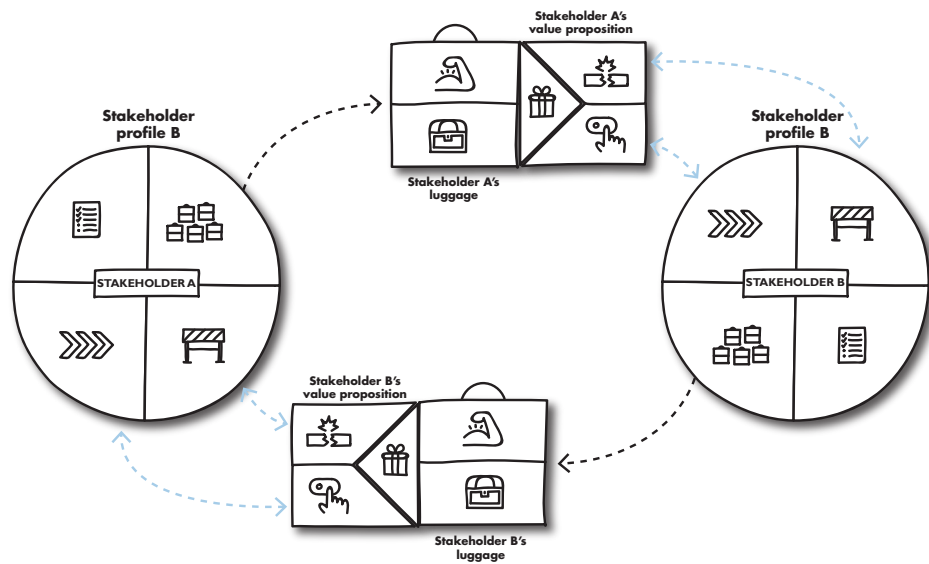 Stakeholder A's
value proposition
Stakeholder
profile B
Stakeholder
profile B
Stakeholder A's
luggage
STAKEHOLDER A
STAKEHOLDER B
Stakeholder B's
value proposition
Stakeholder B's
luggage